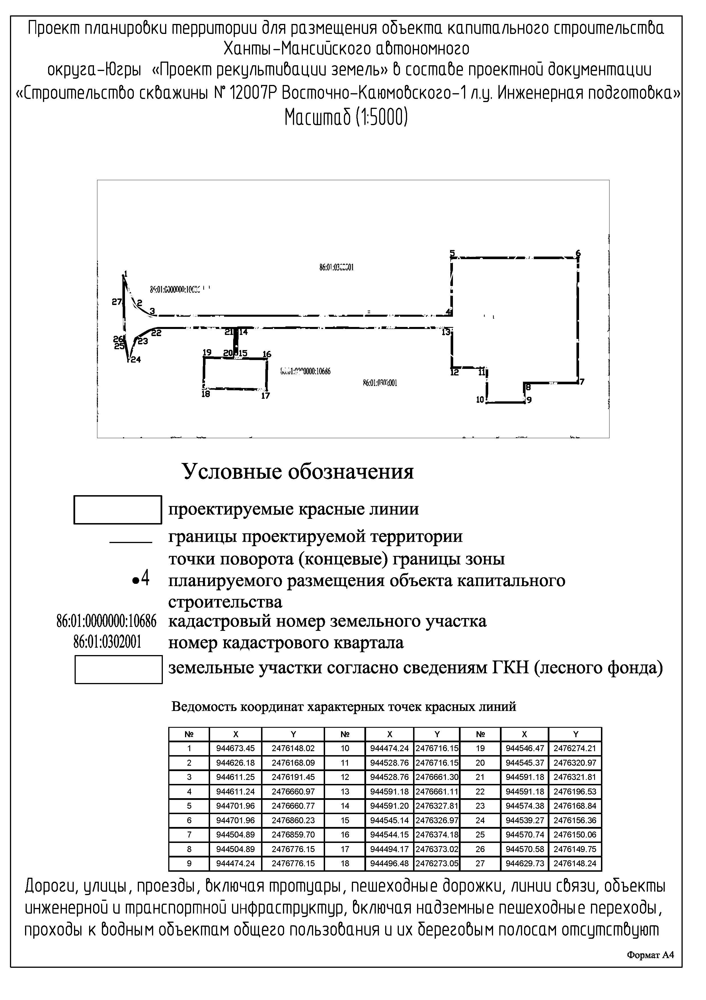 Проект планировки территории для размещения объекта капитального строительства
Ханты-Мансийского автономного
округа-Югры «Проект рекультивации земель» в составе проектной документации
«Строительство скважины № 12007Р Восточно-Каюмовского-1 л.у. Инженерная подготовка»
Масштаб (1:5000)
5 6
86:01:0302001
1
86:01:0000000:10686
27 2
3 4
21 14 13
22
26 23
25
24
19 20 15 16
12 11
86:01:0000000:10686
86:01:0302001
7
8
18 17
10 9
Условные обозначения
проектируемые красные линии
границы проектируемой территории
точки поворота (концевые) границы зоны
•4 планируемого размещения объекта капитального
строительства
86:01:0000000:10686 кадастровый номер земельного участка
86:01:0302001 номер кадастрового квартала
земельные участки согласно сведениям ГКН (лесного фонда)
Ведомость координат характерных точек красных линий
№ X Y № X Y № X Y
1 944673.45 2476148.02 10 944474.24 2476716.15 19 944546.47 2476274.21
2 944626.18 2476168.09 11 944528.76 2476716.15 20 944545.37 2476320.97
3 944611.25 2476191.45 12 944528.76 2476661.30 21 944591.18 2476321.81
4 944611.24 2476660.97 13 944591.18 2476661.11 22 944591.18 2476196.53
5 944701.96 2476660.77 14 944591.20 2476327.81 23 944574.38 2476168.84
6 944701.96 2476860.23 15 944545.14 2476326.97 24 944539.27 2476156.36
7 944504.89 2476859.70 16 944544.15 2476374.18 25 944570.74 2476150.06
8 944504.89 2476776.15 17 944494.17 2476373.02 26 944570.58 2476149.75
9 944474.24 2476776.15 18 944496.48 2476273.05 27 944629.73 2476148.24
Дороги, улицы, проезды, включая тротуары, пешеходные дорожки, линии связи, объекты
инженерной и транспортной инфраструктур, включая надземные пешеходные переходы,
проходы к водным объектам общего пользования и их береговым полосам отсутствуют
Формат А4